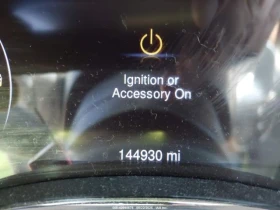 Ignition or
Accessory On
144930 mi